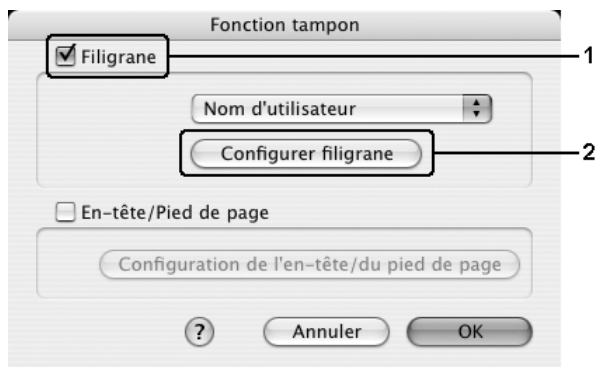 Fonction tampon
Filigrane
1
Nom d'utilisateur
Configurer filigrane
2
En-tête/Pied de page
Configuration de l'en-tête/du pied de page
?
Annuler
OK